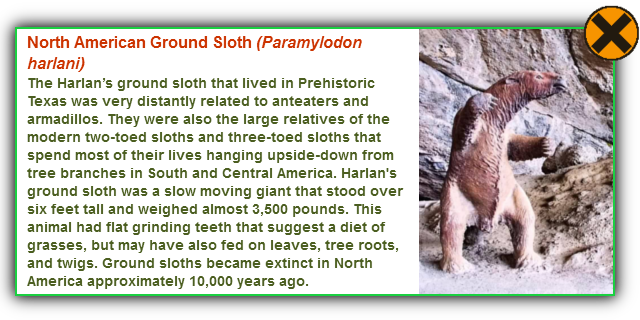 North American Ground Sloth (Paramylodon
harlani)
The Harlan's ground sloth that lived in Prehistoric
Texas was very distantly related to anteaters and
armadillos. They were also the large relatives of the
modern two-toed sloths and three-toed sloths that
spend most of their lives hanging upside-down from
tree branches in South and Central America. Harlan's
ground sloth was a slow moving giant that stood over
six feet tall and weighed almost 3,500 pounds. This
animal had flat grinding teeth that suggest a diet of
grasses, but may have also fed on leaves, tree roots,
and twigs. Ground sloths became extinct in North
America approximately 10,000 years ago.